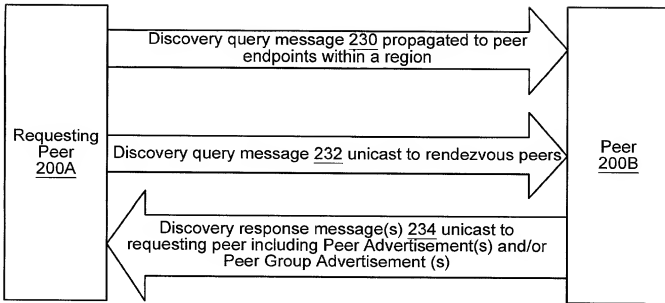 Discovery query message 230 propagated to peer
endpoints within a region
Requesting
Peer
200A
Discovery query message 232 unicast to rendezvous peers
Peer
200B
Discovery response message(s) 234 unicast to
requesting peer including Peer Advertisement(s) and/or
Peer Group Advertisement (s)